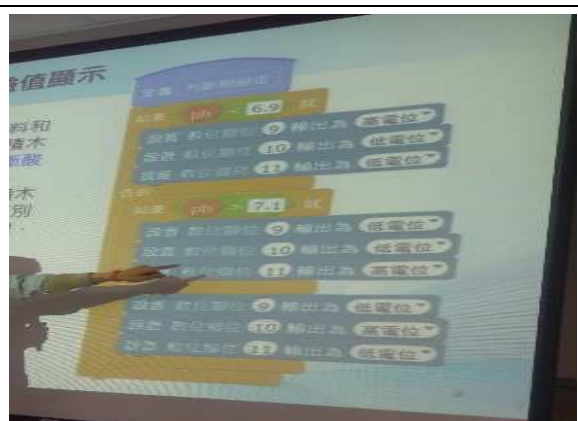 值顯示
料和
積木
酸
木
別
定義 判斷酸鹼值
如果 ph < 6.9 就
設置 數位腳位 9 輸出為 高電位
設置 數位腳位 10 輸出為 低電位
設置 數位腳位 11 輸出為 低電位
否則
如果 ph > 7.1 就
設置 數位腳位 9 輸出為 低電位
設置 數位腳位 10 輸出為 低電位
數位腳位 11 輸出為 高電位
設置 數位腳位 9 輸出為 低電位
設置 數位腳位 10 輸出為 高電位
設置 數位腳位 11 輸出為 低電位